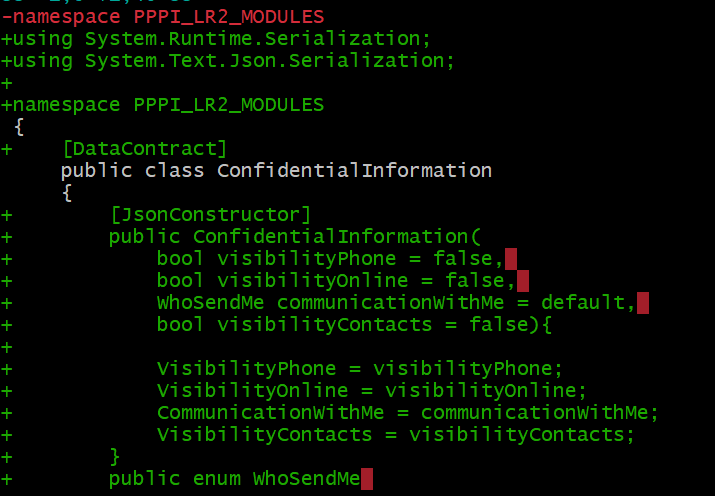 -namespace PPPI_LR2_MODULES
+using System.Runtime.Serialization;
+using System.Text.Json.Serialization;
+
+namespace PPPI_LR2_MODULES
 {
+    [DataContract]
     public class ConfidentialInformation
     {
+        [JsonConstructor]
+        public ConfidentialInformation(
+            bool visibilityPhone = false,
+            bool visibilityOnline = false,
+            WhoSendMe communicationWithMe = default,
+            bool visibilityContacts = false){
+
+            VisibilityPhone = visibilityPhone;
+            VisibilityOnline = visibilityOnline;
+            CommunicationWithMe = communicationWithMe;
+            VisibilityContacts = visibilityContacts;
+        }
+        public enum WhoSendMe